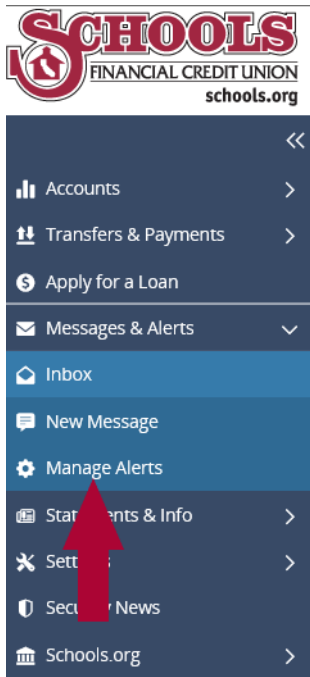 SCHOOLS
FINANCIAL CREDIT UNION
schools.org
Accounts
Transfers & Payments
Apply for a Loan
Messages & Alerts
Inbox
New Message
Manage Alerts
& Info
News
Schools.org